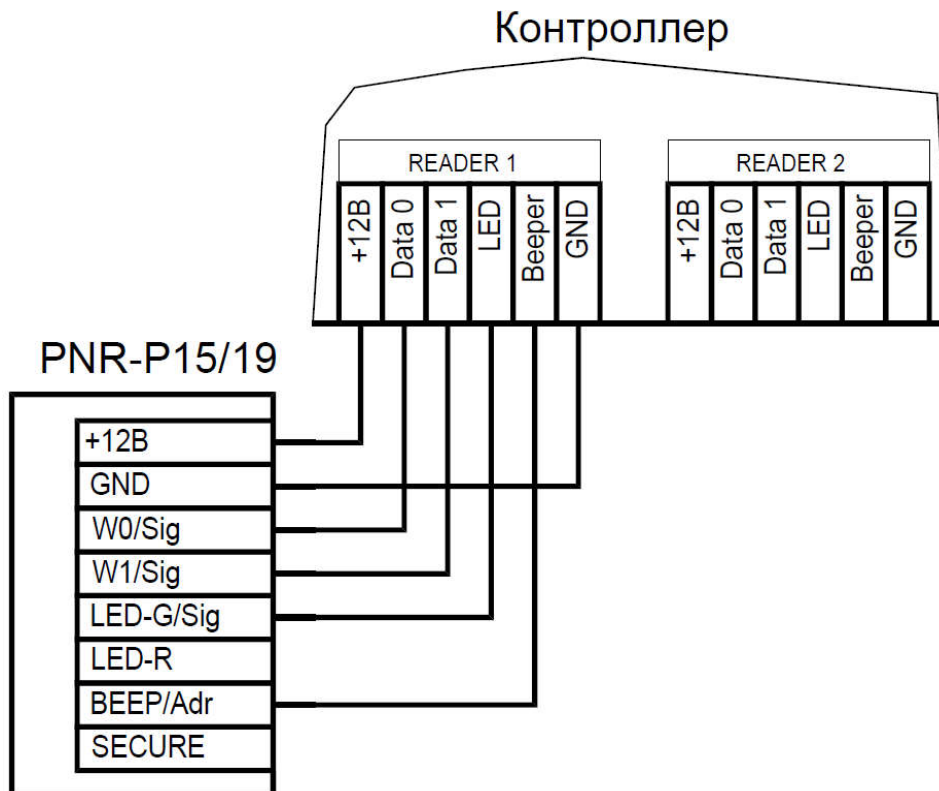 Контроллер
READER 1
READER 2
+12В
Data 0
Data 1
LED
Beeper
GND
+12В
Data 0
Data 1
LED
Beeper
GND
PNR-P15/19
+12В
GND
W0/Sig
W1/Sig
LED-G/Sig
LED-R
BEEP/Adr
SECURE